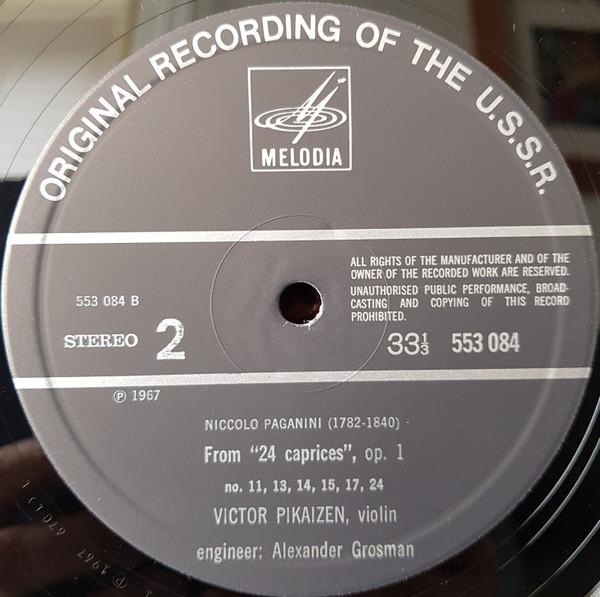 ORIGINAL RECORDING OF THE U.S.S.R.
MELODIA
ALL RIGHTS OF THE MANUFACTURER AND OF THE
OWNER OF THE RECORDED WORK ARE RESERVED.
UNAUTHORISED PUBLIC PERFORMANCE, BROAD-
CASTING AND COPYING OF THIS RECORD
PROHIBITED.
553 084 B
STEREO 2
33⅓ 553 084
℗ 1967
NICCOLO PAGANINI (1782-1840)
From "24 caprices", op. 1
no. 11, 13, 14, 15, 17, 24
VICTOR PIKAIZEN, violin
engineer: Alexander Grosman
℗ 1967